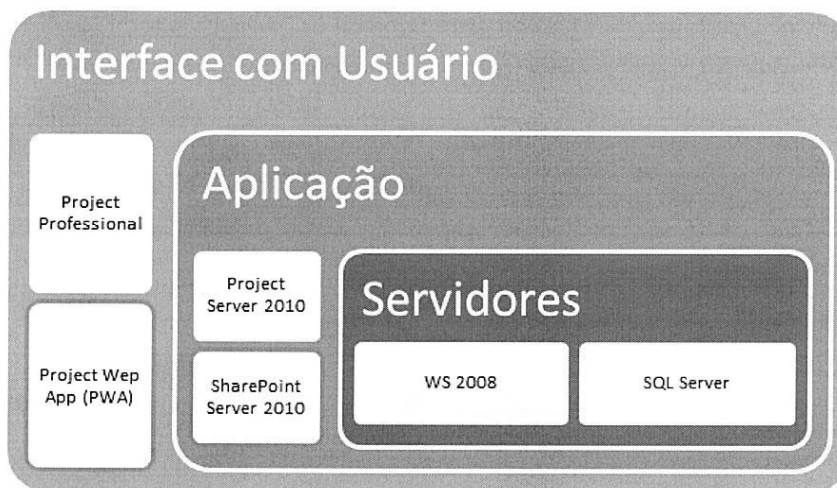 Interface com Usuário
Project
Professional
Project Wep
App (PWA)
Aplicação
Project
Server 2010
SharePoint
Server 2010
Servidores
WS 2008
SQL Server